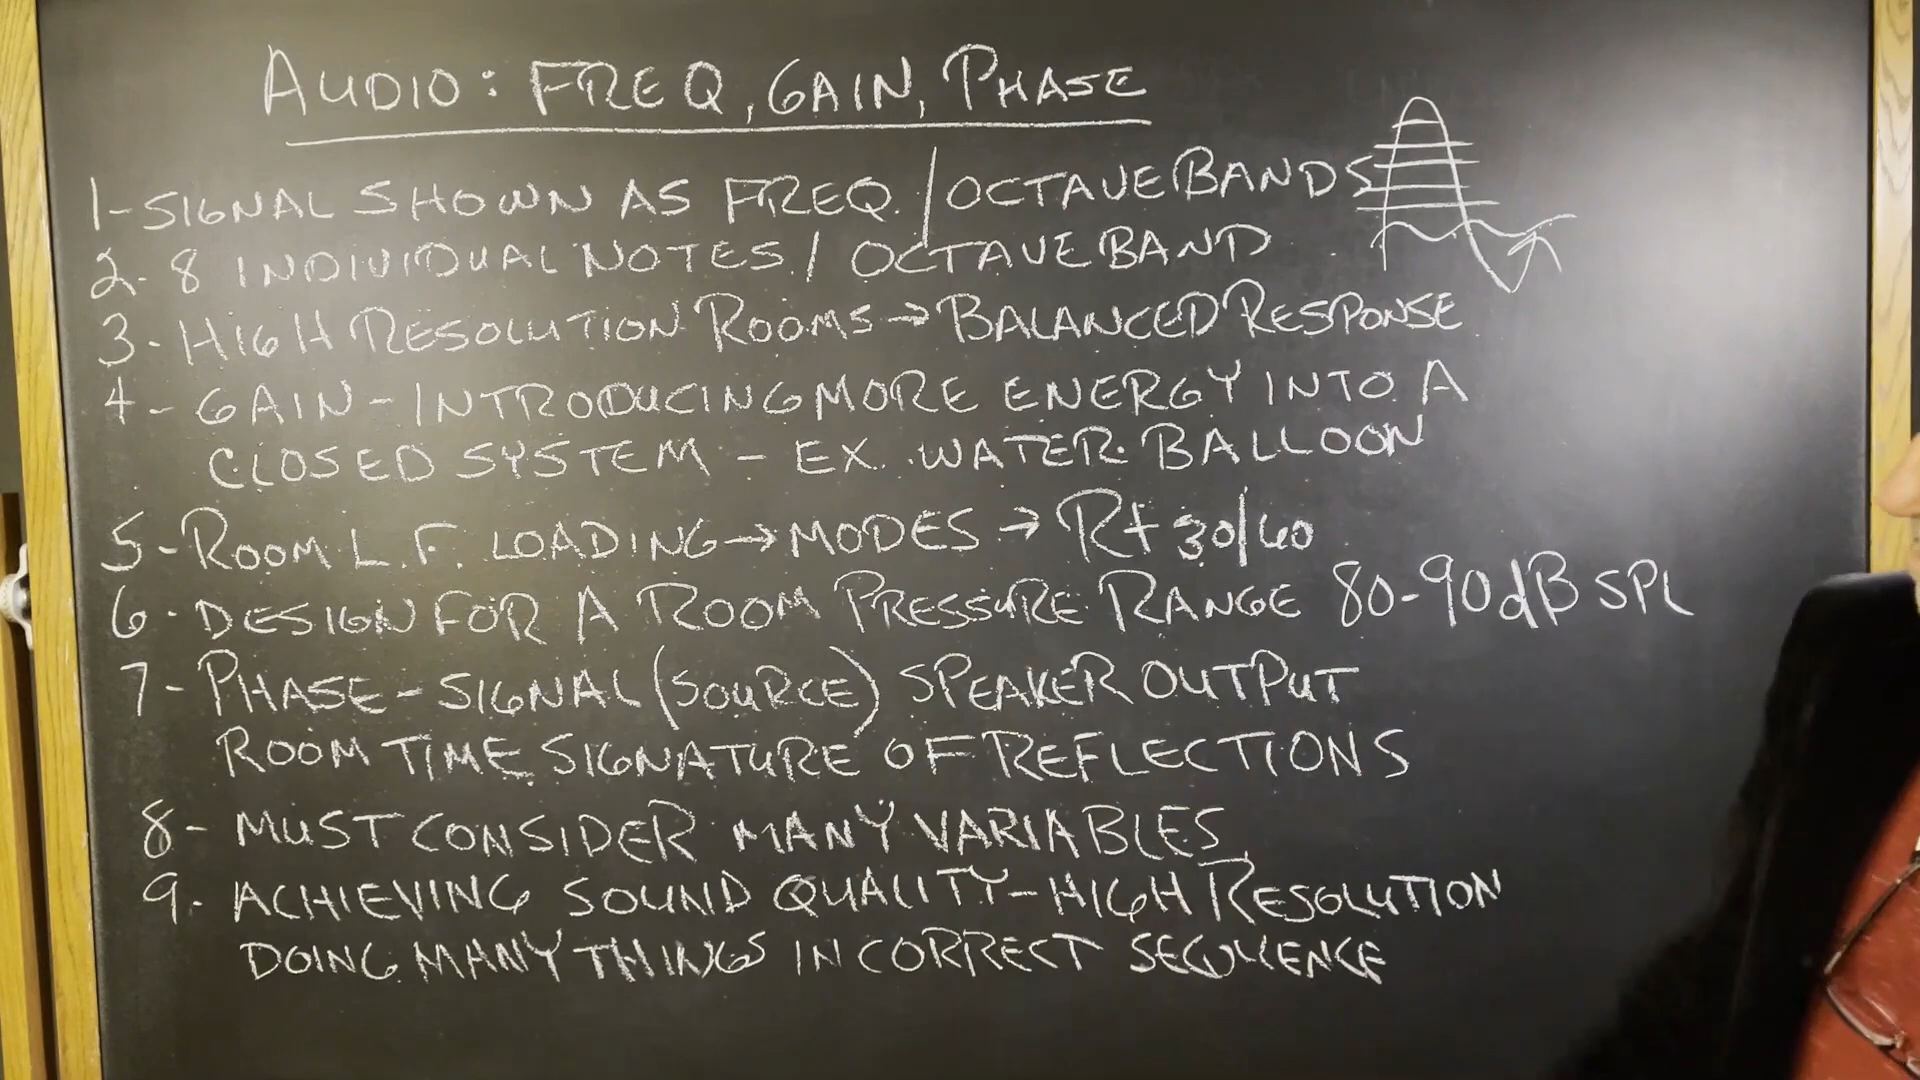 AUDIO: FREQ, GAIN, PHASE
1- SIGNAL SHOWN AS FREQ. / OCTAVE BANDS
2- 8 INDIVIDUAL NOTES / OCTAVE BAND
3- HIGH RESOLUTION ROOMS → BALANCED RESPONSE
4- GAIN - INTRODUCING MORE ENERGY INTO A
CLOSED SYSTEM - EX. WATER BALLOON
5- ROOM L.F. LOADING → MODES → Rt 30/60
6- DESIGN FOR A ROOM PRESSURE RANGE 80-90 dB SPL
7- PHASE - SIGNAL (SOURCE) SPEAKER OUTPUT
ROOM TIME SIGNATURE OF REFLECTIONS
8- MUST CONSIDER MANY VARIABLES
9- ACHIEVING SOUND QUALITY - HIGH RESOLUTION
DOING MANY THINGS IN CORRECT SEQUENCE